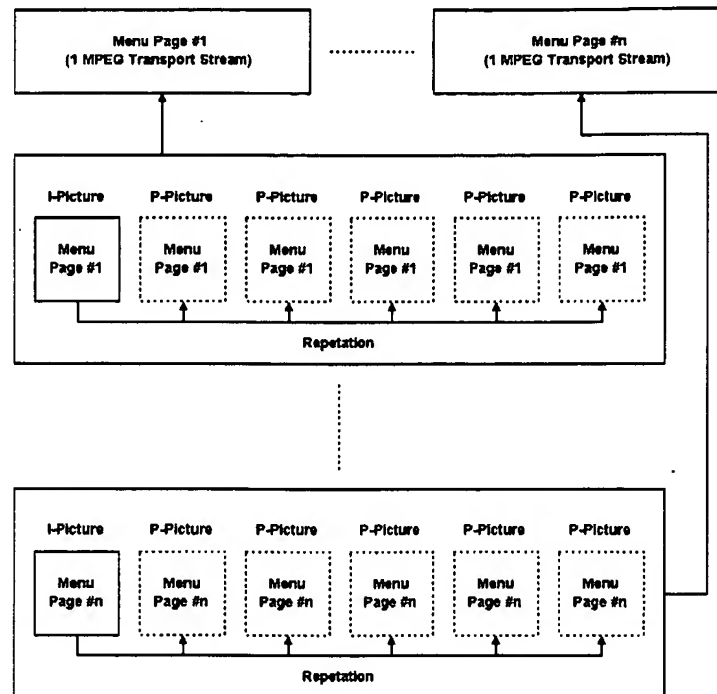 Menu Page #1
(1 MPEG Transport Stream)
Menu Page #n
(1 MPEG Transport Stream)
I-Picture P-Picture P-Picture P-Picture P-Picture P-Picture
Menu Menu Menu Menu Menu Menu
Page #1 Page #1 Page #1 Page #1 Page #1 Page #1
Repetation
I-Picture P-Picture P-Picture P-Picture P-Picture P-Picture
Menu Menu Menu Menu Menu Menu
Page #n Page #n Page #n Page #n Page #n Page #n
Repetation